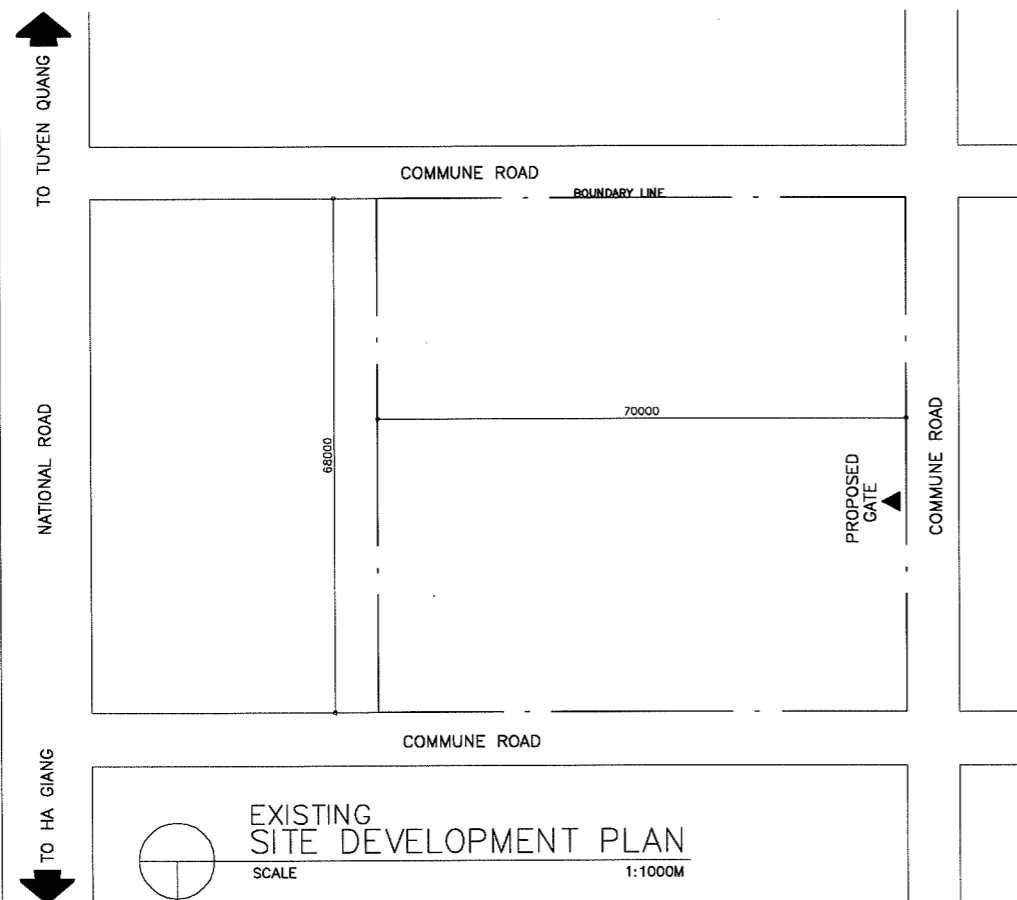 TO TUYEN QUANG
COMMUNE ROAD
BOUNDARY LINE
NATIONAL ROAD
68000
70000
PROPOSED
GATE
COMMUNE ROAD
COMMUNE ROAD
TO HA GIANG
EXISTING
SITE DEVELOPMENT PLAN
SCALE 1:1000M